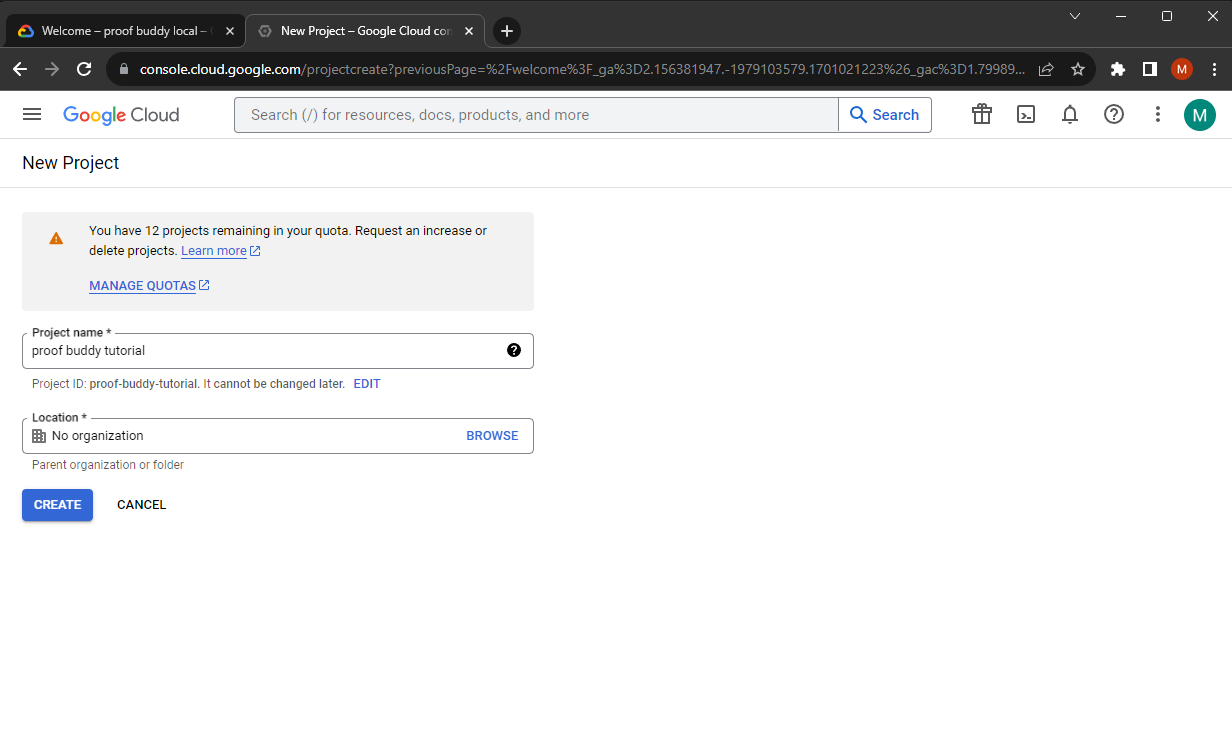 Welcome – proof buddy local –
New Project – Google Cloud con
console.cloud.google.com/projectcreate?previousPage=%2Fwelcome%3F_ga%3D2.156381947.-1979103579.1701021223%26_gac%3D1.79989...
M
Google Cloud
Search (/) for resources, docs, products, and more
Search
M
New Project
You have 12 projects remaining in your quota. Request an increase or
delete projects. Learn more
MANAGE QUOTAS
Project name *
proof buddy tutorial
Project ID: proof-buddy-tutorial. It cannot be changed later. EDIT
Location *
No organization BROWSE
Parent organization or folder
CREATE CANCEL